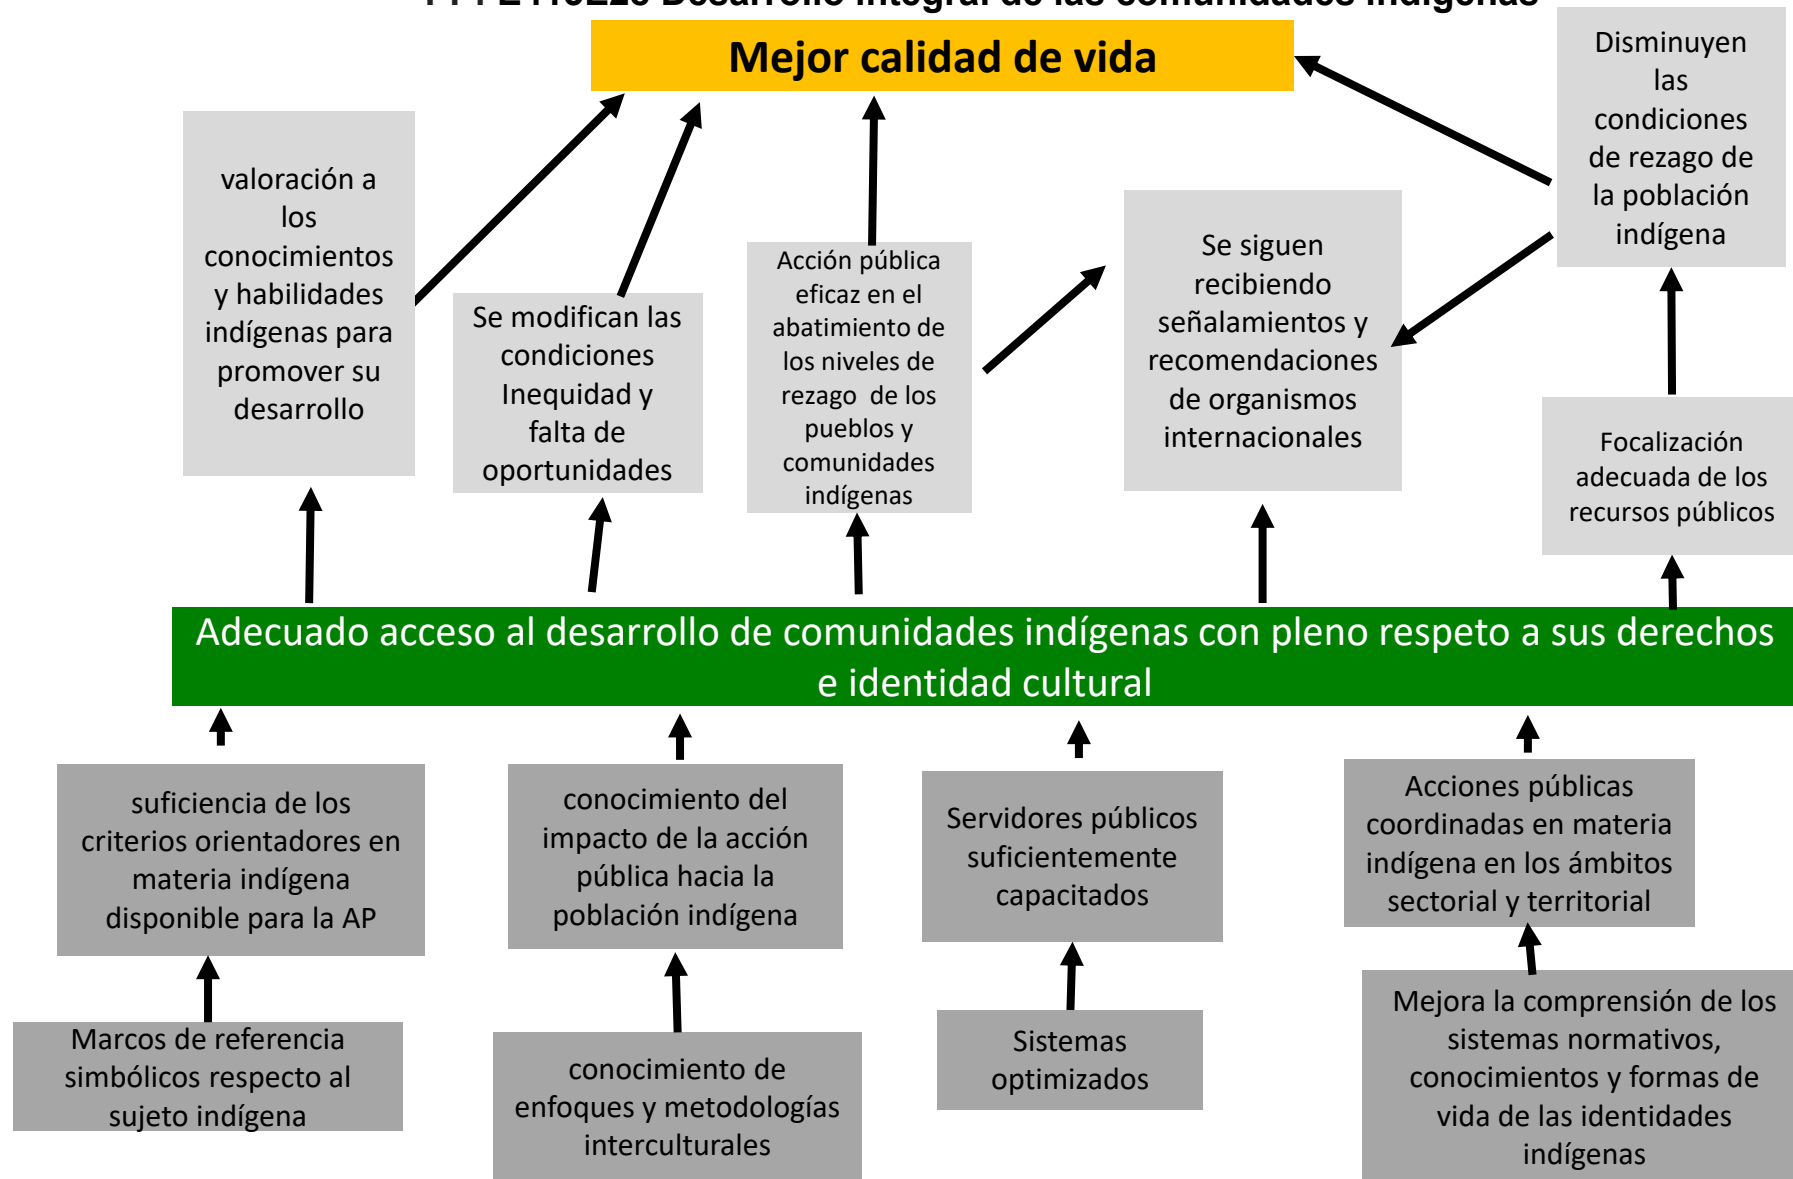 Desarrollo integral de las comunidades indígenas
Mejor calidad de vida
Disminuyen
las
condiciones
de rezago de
la población
indígena
valoración a
los
conocimientos
y habilidades
indígenas para
promover su
desarrollo
Se modifican las
condiciones
Inequidad y
falta de
oportunidades
Acción pública
eficaz en el
abatimiento de
los niveles de
rezago de los
pueblos y
comunidades
indígenas
Se siguen
recibiendo
señalamientos y
recomendaciones
de organismos
internacionales
Focalización
adecuada de los
recursos públicos
Adecuado acceso al desarrollo de comunidades indígenas con pleno respeto a sus derechos
e identidad cultural
suficiencia de los
criterios orientadores en
materia indígena
disponible para la AP
conocimiento del
impacto de la acción
pública hacia la
población indígena
Servidores públicos
suficientemente
capacitados
Acciones públicas
coordinadas en materia
indígena en los ámbitos
sectorial y territorial
Marcos de referencia
simbólicos respecto al
sujeto indígena
conocimiento de
enfoques y metodologías
interculturales
Sistemas
optimizados
Mejora la comprensión de los
sistemas normativos,
conocimientos y formas de
vida de las identidades
indígenas